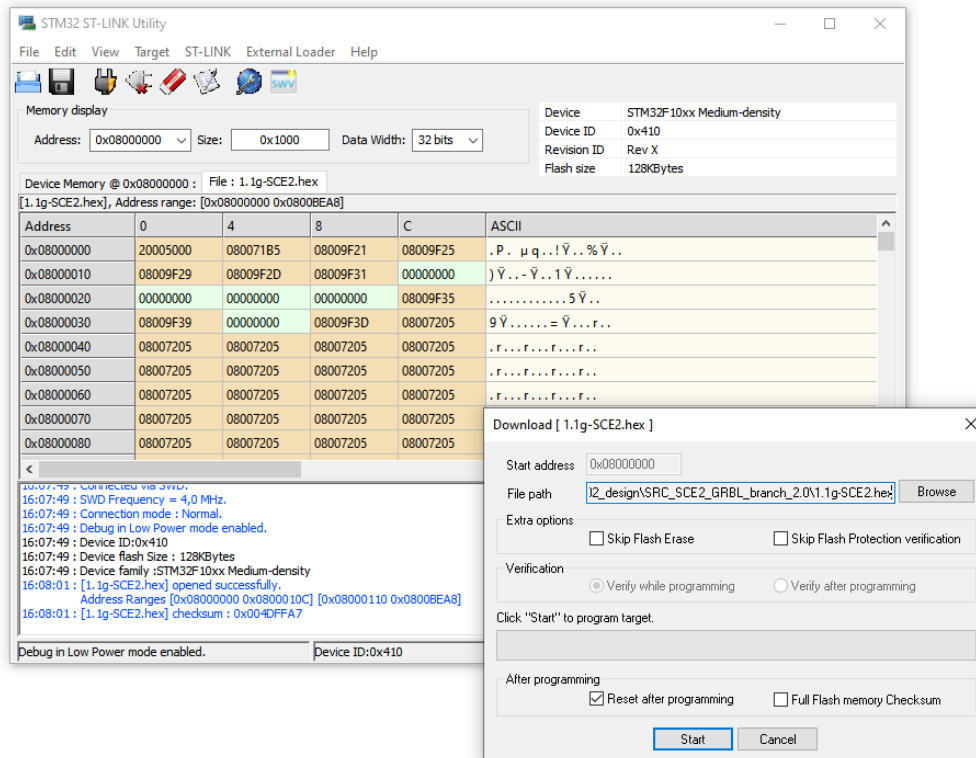 STM32 ST-LINK Utility
File Edit View Target ST-LINK External Loader Help
SWV
Memory display
Address: 0x08000000 Size: 0x1000 Data Width: 32 bits
Device STM32F10xx Medium-density
Device ID 0x410
Revision ID Rev X
Flash size 128KBytes
Device Memory @ 0x08000000 : File : 1.1g-SCE2.hex
[1.1g-SCE2.hex], Address range: [0x08000000 0x0800BEA8]
Address 0 4 8 C ASCII
0x08000000 20005000 080071B5 08009F21 08009F25 .P. µq..!Ÿ..%Ÿ..
0x08000010 08009F29 08009F2D 08009F31 00000000 )Ÿ..-Ÿ..1Ÿ......
0x08000020 00000000 00000000 00000000 08009F35 ............5Ÿ..
0x08000030 08009F39 00000000 08009F3D 08007205 9Ÿ......=Ÿ...r..
0x08000040 08007205 08007205 08007205 08007205 .r...r...r...r..
0x08000050 08007205 08007205 08007205 08007205 .r...r...r...r..
0x08000060 08007205 08007205 08007205 08007205 .r...r...r...r..
0x08000070 08007205 08007205 08007205 08007205
0x08000080 08007205 08007205 08007205 08007205
16:07:49 : Connected via SWD.
16:07:49 : SWD Frequency = 4,0 MHz.
16:07:49 : Connection mode : Normal.
16:07:49 : Debug in Low Power mode enabled.
16:07:49 : Device ID:0x410
16:07:49 : Device flash Size : 128KBytes
16:07:49 : Device family :STM32F10xx Medium-density
16:08:01 : [1.1g-SCE2.hex] opened successfully.
Address Ranges [0x08000000 0x0800010C] [0x08000110 0x0800BEA8]
16:08:01 : [1.1g-SCE2.hex] checksum : 0x004DFFA7
Debug in Low Power mode enabled. Device ID:0x410
Download [ 1.1g-SCE2.hex ]
Start address 0x08000000
File path )2_design\SRC_SCE2_GRBL_branch_2.0\1.1g-SCE2.hex Browse
Extra options
Skip Flash Erase Skip Flash Protection verification
Verification
Verify while programming Verify after programming
Click "Start" to program target.
After programming
Reset after programming Full Flash memory Checksum
Start Cancel